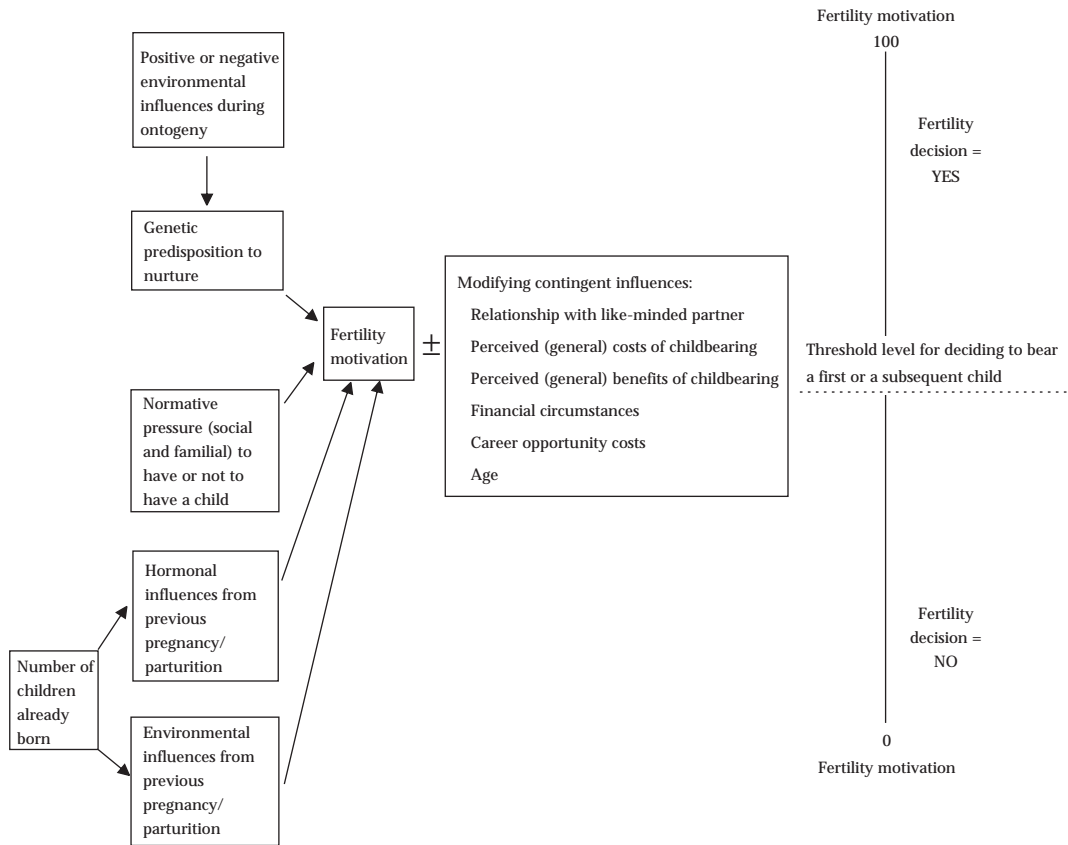 Positive or negative
environmental
influences during
ontogeny
Genetic
predisposition to
nurture
Normative
pressure (social
and familial) to
have or not to
have a child
Hormonal
influences from
previous
pregnancy/
parturition
Number of
children
already
born
Environmental
influences from
previous
pregnancy/
parturition
Fertility
motivation
±
Modifying contingent influences:
Relationship with like-minded partner
Perceived (general) costs of childbearing
Perceived (general) benefits of childbearing
Financial circumstances
Career opportunity costs
Age
Fertility motivation
100
Fertility
decision =
YES
Threshold level for deciding to bear
a first or a subsequent child
Fertility
decision =
NO
0
Fertility motivation